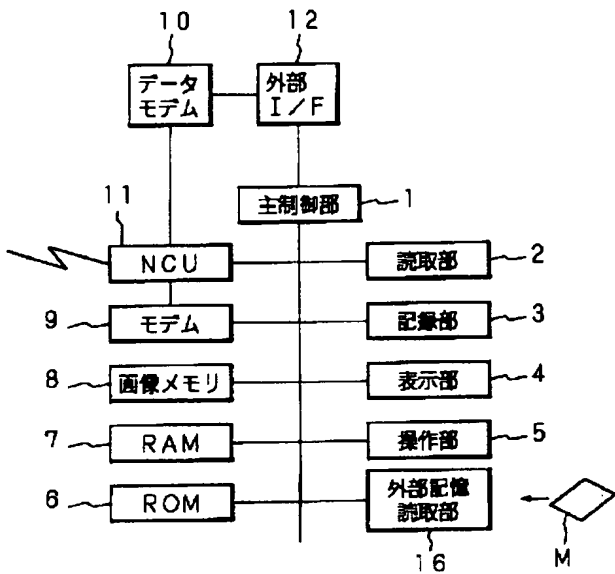 10
12
データ
モデム
外部
I/F
11
主制御部
1
NCU
読取部
2
9
モデム
記録部
3
8
画像メモリ
表示部
4
7
RAM
操作部
5
6
ROM
外部記憶
読取部
16
M